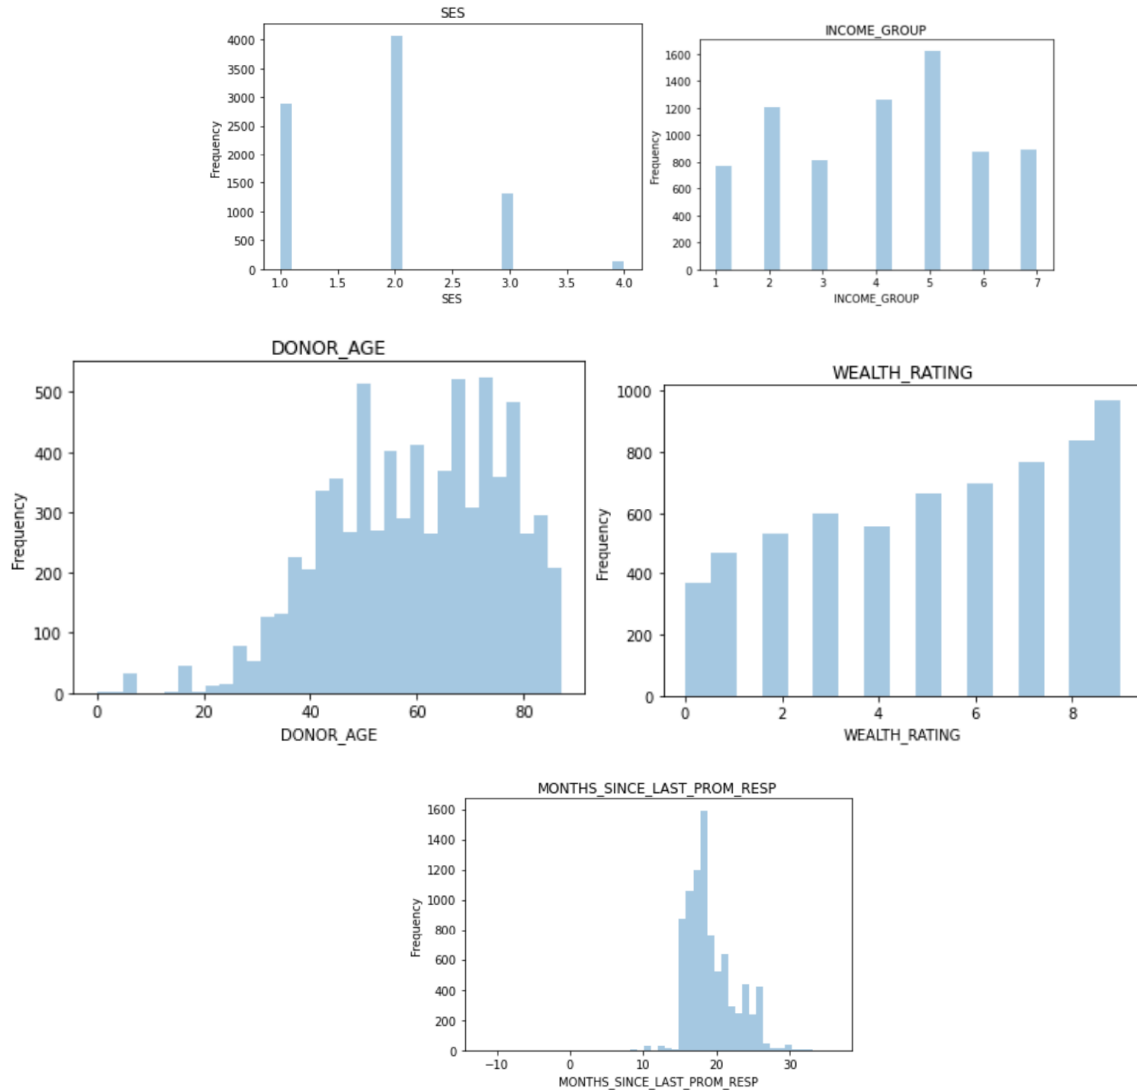 SES
4000
3500
3000
2500
2000
1500
1000
500
0
Frequency
1.0 1.5 2.0 2.5 3.0 3.5 4.0
SES
INCOME_GROUP
1600
1400
1200
1000
800
600
400
200
0
Frequency
1 2 3 4 5 6 7
INCOME_GROUP
DONOR_AGE
500
400
300
200
100
0
Frequency
0 20 40 60 80
DONOR_AGE
WEALTH_RATING
1000
800
600
400
200
0
Frequency
0 2 4 6 8
WEALTH_RATING
MONTHS_SINCE_LAST_PROM_RESP
1600
1400
1200
1000
800
600
400
200
0
Frequency
−10 0 10 20 30
MONTHS_SINCE_LAST_PROM_RESP